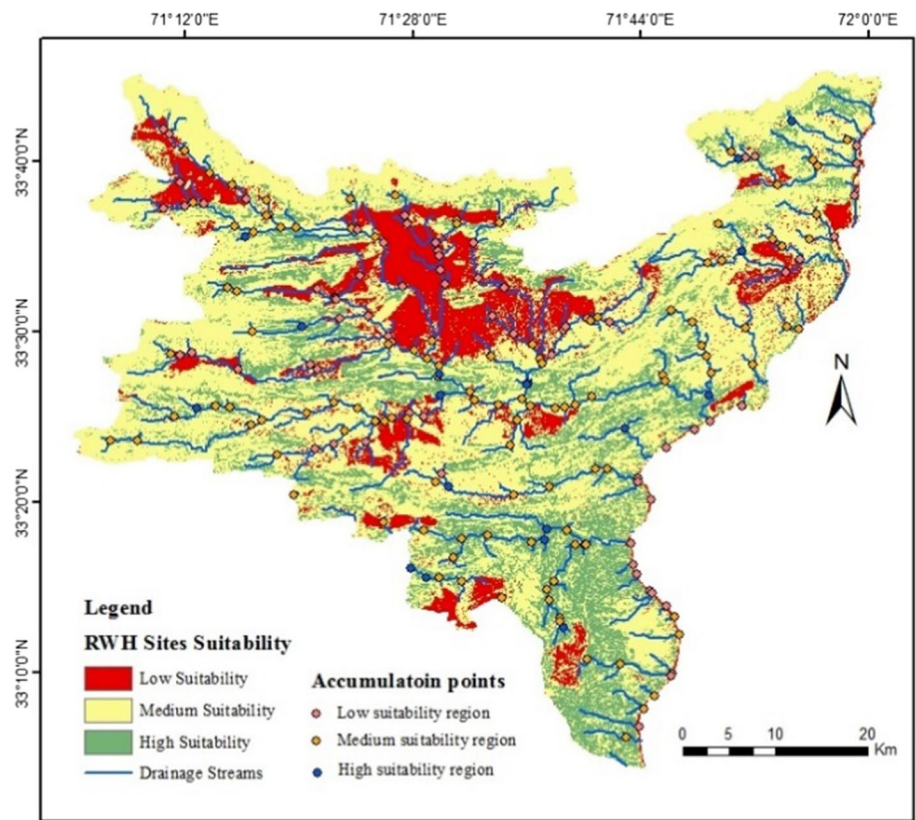 71°12'0"E 71°28'0"E 71°44'0"E 72°0'0"E
33°40'0"N
33°30'0"N
33°20'0"N
33°10'0"N
N
Legend
RWH Sites Suitability
Low Suitability
Medium Suitability
High Suitability
Drainage Streams
Accumulatoin points
Low suitability region
Medium suitability region
High suitability region
0 5 10 20
Km